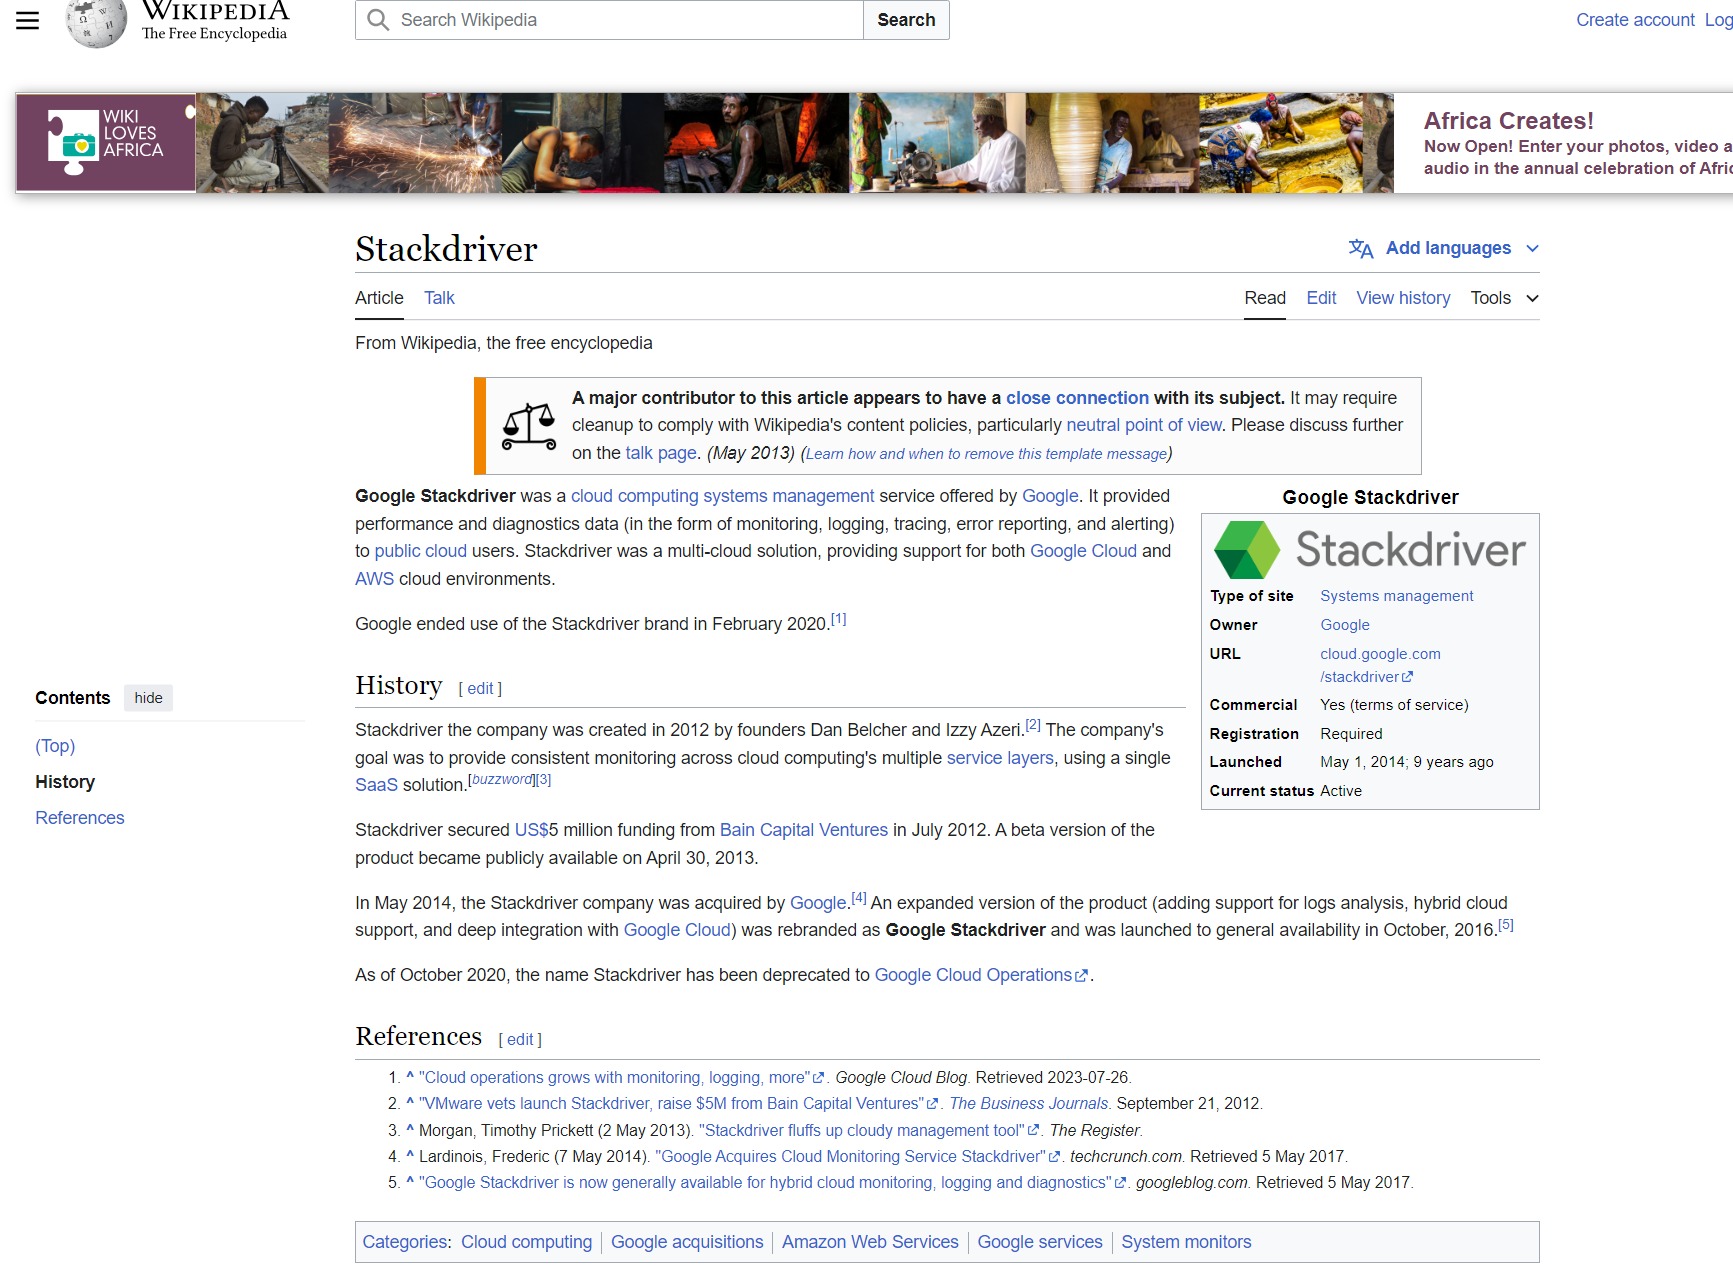 WIKIPEDIA
The Free Encyclopedia
Search Wikipedia
Search
Create account Log
WIKI
LOVES
AFRICA
Africa Creates!
Now Open! Enter your photos, video a
audio in the annual celebration of Afric
Stackdriver
Add languages
Article Talk
Read Edit View history Tools
From Wikipedia, the free encyclopedia
A major contributor to this article appears to have a close connection with its subject. It may require
cleanup to comply with Wikipedia's content policies, particularly neutral point of view. Please discuss further
on the talk page. (May 2013) (Learn how and when to remove this template message)
Google Stackdriver was a cloud computing systems management service offered by Google. It provided
performance and diagnostics data (in the form of monitoring, logging, tracing, error reporting, and alerting)
to public cloud users. Stackdriver was a multi-cloud solution, providing support for both Google Cloud and
AWS cloud environments.
Google ended use of the Stackdriver brand in February 2020.[1]
Google Stackdriver
Stackdriver
Type of site Systems management
Owner Google
URL cloud.google.com
/stackdriver
Commercial Yes (terms of service)
Registration Required
Launched May 1, 2014; 9 years ago
Current status Active
Contents hide
(Top)
History
References
History [ edit ]
Stackdriver the company was created in 2012 by founders Dan Belcher and Izzy Azeri.[2] The company's
goal was to provide consistent monitoring across cloud computing's multiple service layers, using a single
SaaS solution.[buzzword][3]
Stackdriver secured US$5 million funding from Bain Capital Ventures in July 2012. A beta version of the
product became publicly available on April 30, 2013.
In May 2014, the Stackdriver company was acquired by Google.[4] An expanded version of the product (adding support for logs analysis, hybrid cloud
support, and deep integration with Google Cloud) was rebranded as Google Stackdriver and was launched to general availability in October, 2016.[5]
As of October 2020, the name Stackdriver has been deprecated to Google Cloud Operations.
References [ edit ]
1. ^ "Cloud operations grows with monitoring, logging, more". Google Cloud Blog. Retrieved 2023-07-26.
2. ^ "VMware vets launch Stackdriver, raise $5M from Bain Capital Ventures". The Business Journals. September 21, 2012.
3. ^ Morgan, Timothy Prickett (2 May 2013). "Stackdriver fluffs up cloudy management tool". The Register.
4. ^ Lardinois, Frederic (7 May 2014). "Google Acquires Cloud Monitoring Service Stackdriver". techcrunch.com. Retrieved 5 May 2017.
5. ^ "Google Stackdriver is now generally available for hybrid cloud monitoring, logging and diagnostics". googleblog.com. Retrieved 5 May 2017.
Categories: Cloud computing | Google acquisitions | Amazon Web Services | Google services | System monitors